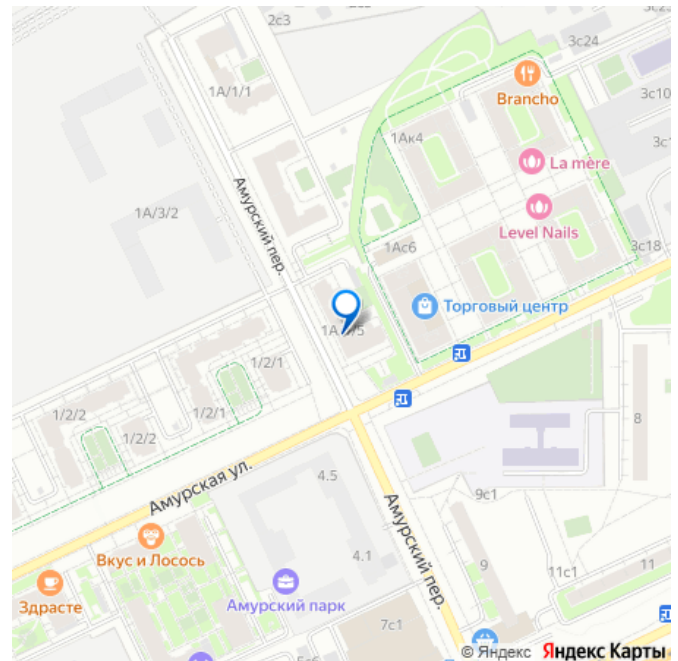 2с3
3с23
3с24
1А/1/1
Brancho
3с10
1Ак4
La mère
Амурский пер.
1А/3/2
Level Nails
1Ас6
3с18
Торговый центр
1/2/1
1/2/2
1/2/1
8
1/2/2
Амурская ул.
4.5
9с1
Вкус и Лосось
Амурский пер.
4.1
9
11с1
11
Здрасте
Амурский парк
7с1
© Яндекс Яндекс Карты